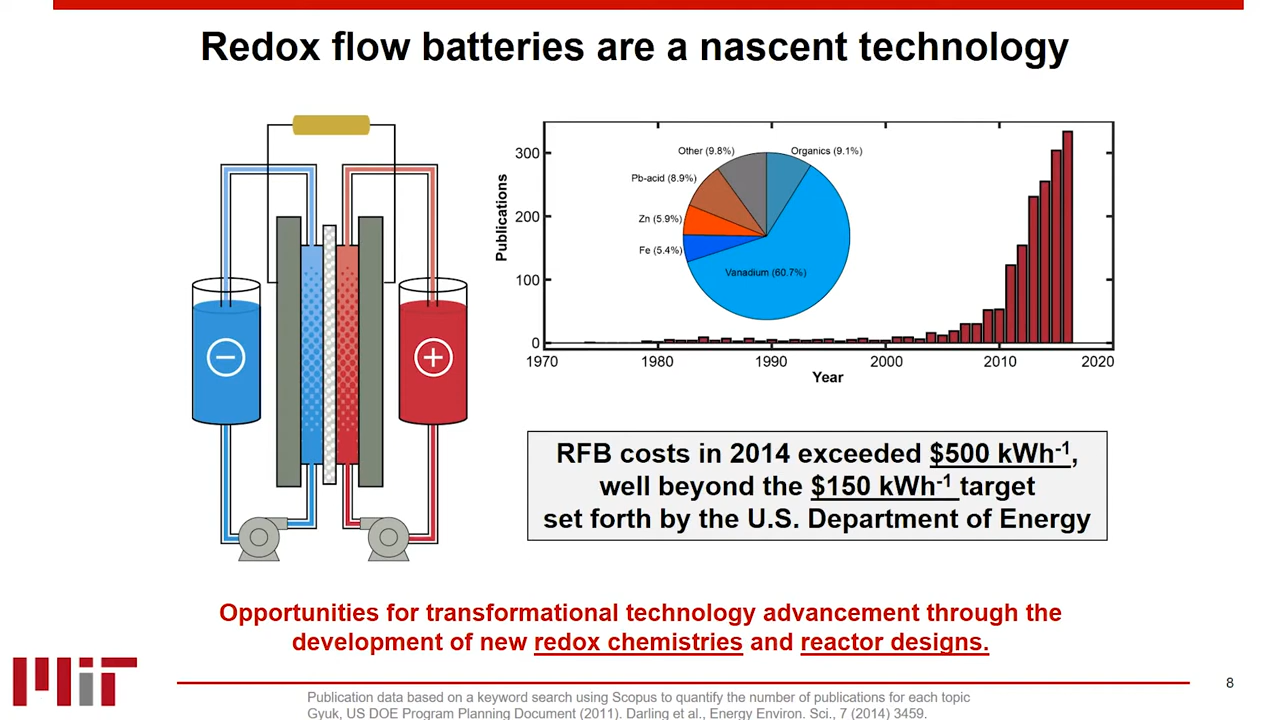 Redox flow batteries are a nascent technology
−
+
Publications
300
200
100
0
1970
1980
1990
2000
2010
2020
Year
Other (9.8%)
Organics (9.1%)
Pb-acid (8.9%)
Zn (5.9%)
Fe (5.4%)
Vanadium (60.7%)
RFB costs in 2014 exceeded $500 kWh-1,
well beyond the $150 kWh-1 target
set forth by the U.S. Department of Energy
Opportunities for transformational technology advancement through the
development of new redox chemistries and reactor designs.
MIT
8
Publication data based on a keyword search using Scopus to quantify the number of publications for each topic
Gyuk, US DOE Program Planning Document (2011). Darling et al., Energy Environ. Sci., 7 (2014) 3459.